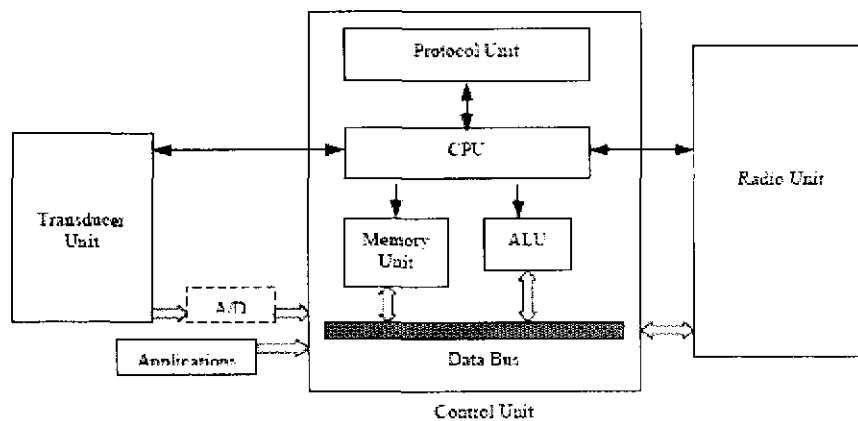 Protocol Unit
CPU
Radio Unit
Transducer
Unit
Memory
Unit
ALU
A/D
Applications
Data Bus
Control Unit